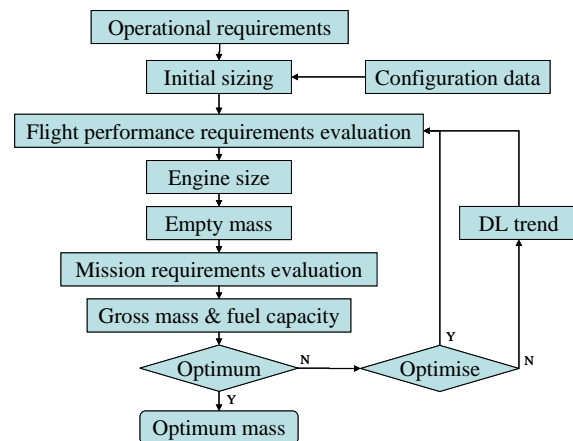 Operational requirements
Initial sizing
Configuration data
Flight performance requirements evaluation
Engine size
Empty mass
DL trend
Mission requirements evaluation
Gross mass & fuel capacity
Y
Optimum
N
Optimise
N
Y
Optimum mass